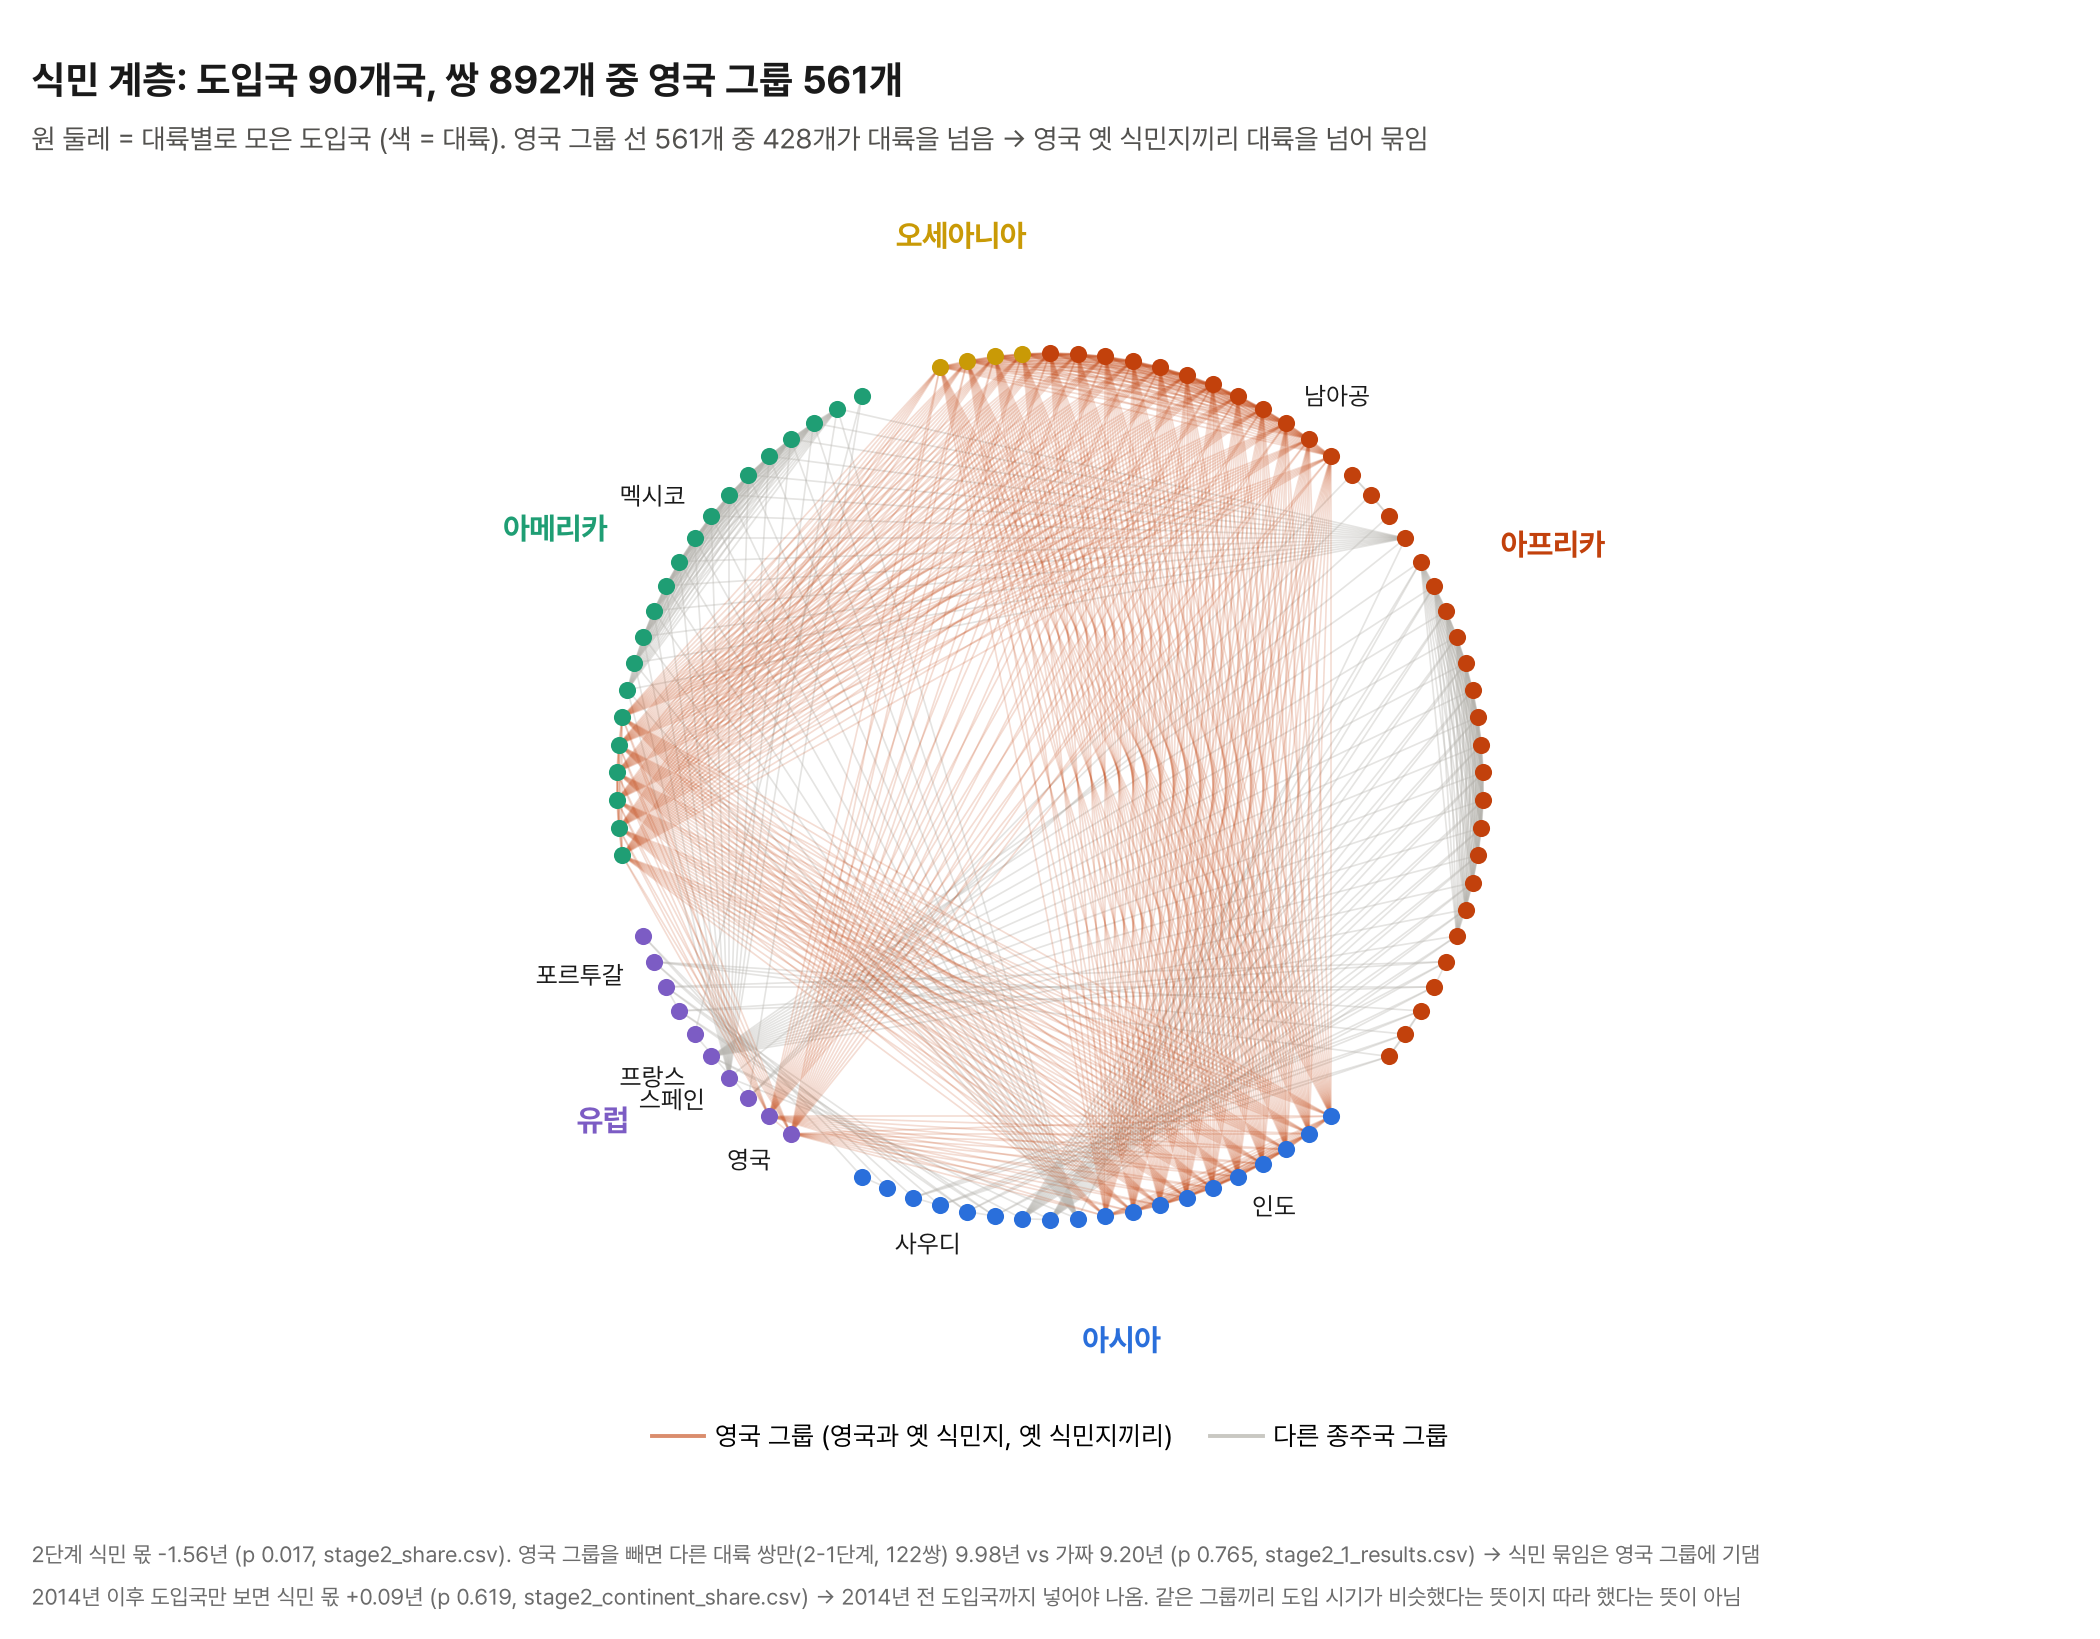 식민 계층: 도입국 90개국, 쌍 892개 중 영국 그룹 561개
원 둘레 = 대륙별로 모은 도입국 (색 = 대륙). 영국 그룹 선 561개 중 428개가 대륙을 넘음 → 영국 옛 식민지끼리 대륙을 넘어 묶임
오세아니아
남아공
멕시코
아메리카
아프리카
포르투갈
프랑스
스페인
유럽
영국
인도
사우디
아시아
영국 그룹 (영국과 옛 식민지, 옛 식민지끼리)
다른 종주국 그룹
2단계 식민 몫 -1.56년 (p 0.017, stage2_share.csv). 영국 그룹을 빼면 다른 대륙 쌍만(2-1단계, 122쌍) 9.98년 vs 가짜 9.20년 (p 0.765, stage2_1_results.csv) → 식민 묶임은 영국 그룹에 기댐
2014년 이후 도입국만 보면 식민 몫 +0.09년 (p 0.619, stage2_continent_share.csv) → 2014년 전 도입국까지 넣어야 나옴. 같은 그룹끼리 도입 시기가 비슷했다는 뜻이지 따라 했다는 뜻이 아님